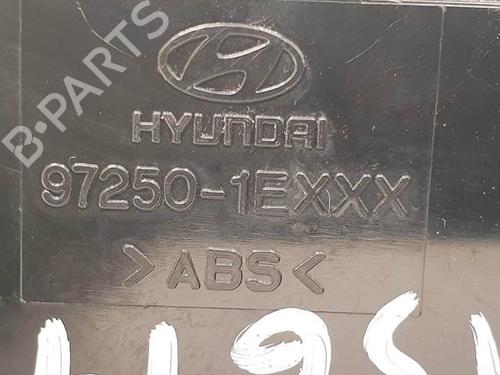 B-PARTS
HYUNDAI
97250-1EXXX
>ABS<